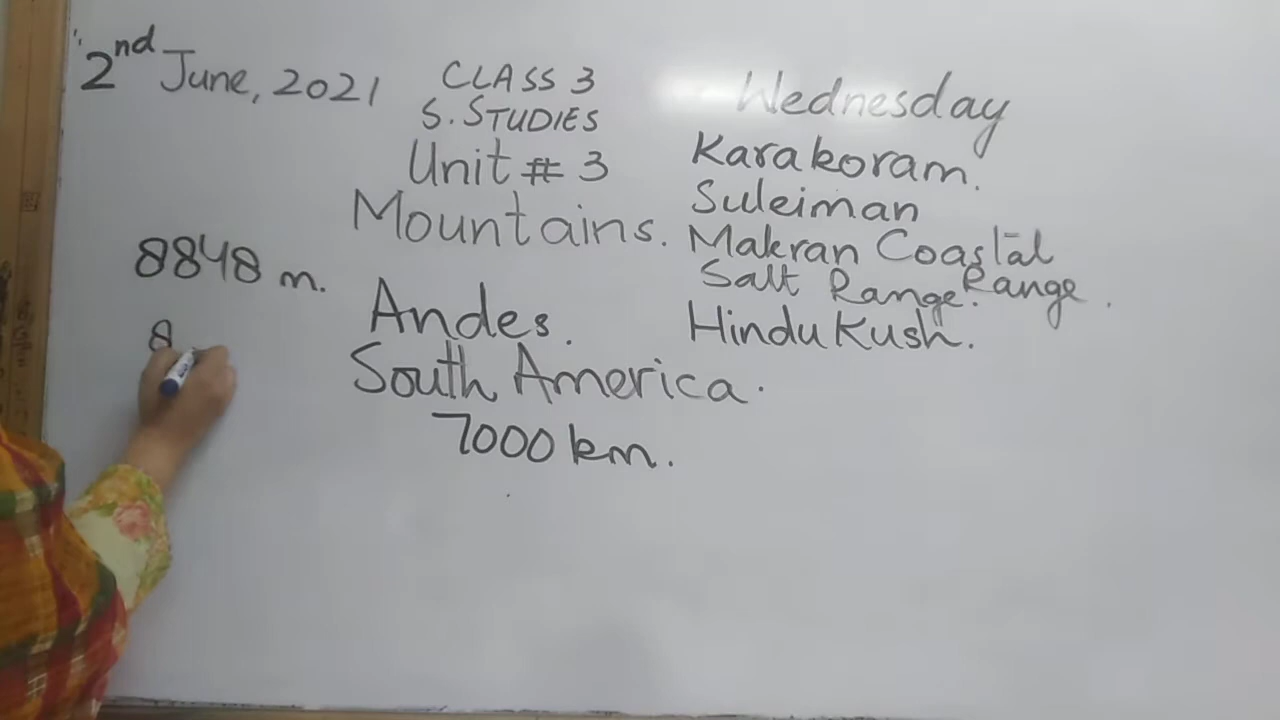 2nd June, 2021
CLASS 3
S. STUDIES
Unit # 3
Mountains.
8848 m.
8
Andes.
South America.
7000 km.
Wednesday
Karakoram.
Suleiman
Makran Coastal
Range.
Salt Range.
Hindu Kush.